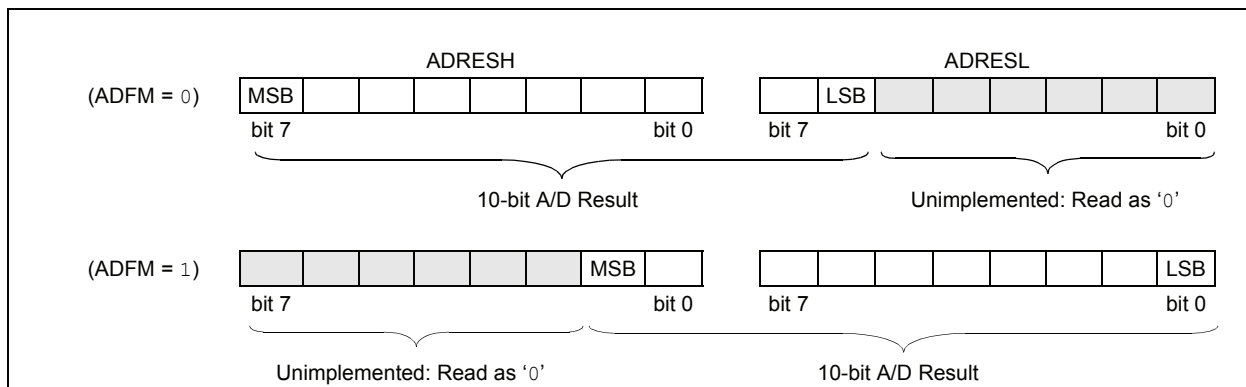 ADRESH ADRESL
(ADFM = 0) MSB LSB
bit 7 bit 0 bit 7 bit 0
10-bit A/D Result Unimplemented: Read as ‘0’
(ADFM = 1) MSB LSB
bit 7 bit 0 bit 7 bit 0
Unimplemented: Read as ‘0’ 10-bit A/D Result